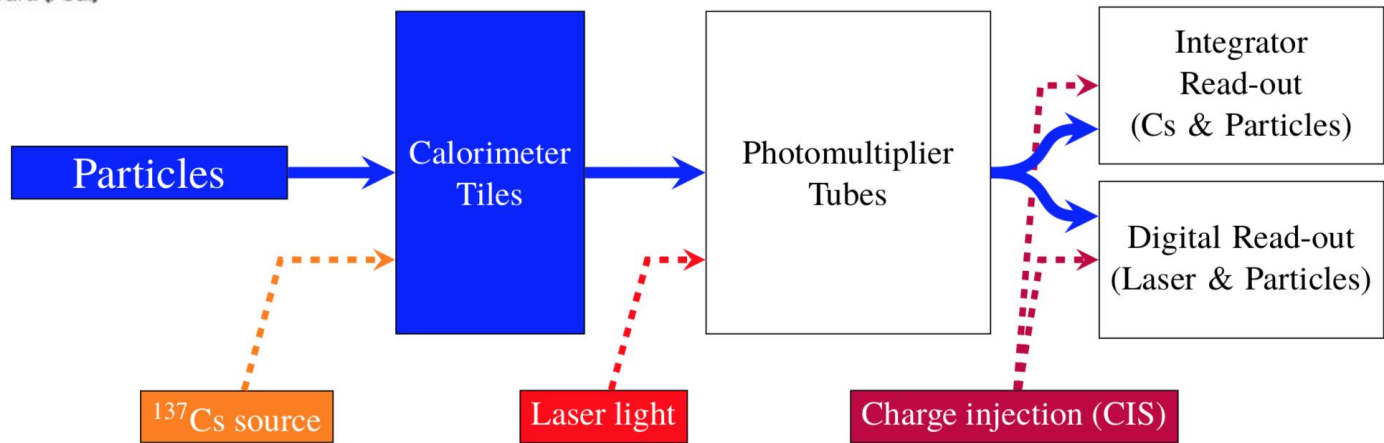 Integrator
Read-out
(Cs & Particles)
Particles
Calorimeter
Tiles
Photomultiplier
Tubes
Digital Read-out
(Laser & Particles)
¹³⁷Cs source
Laser light
Charge injection (CIS)